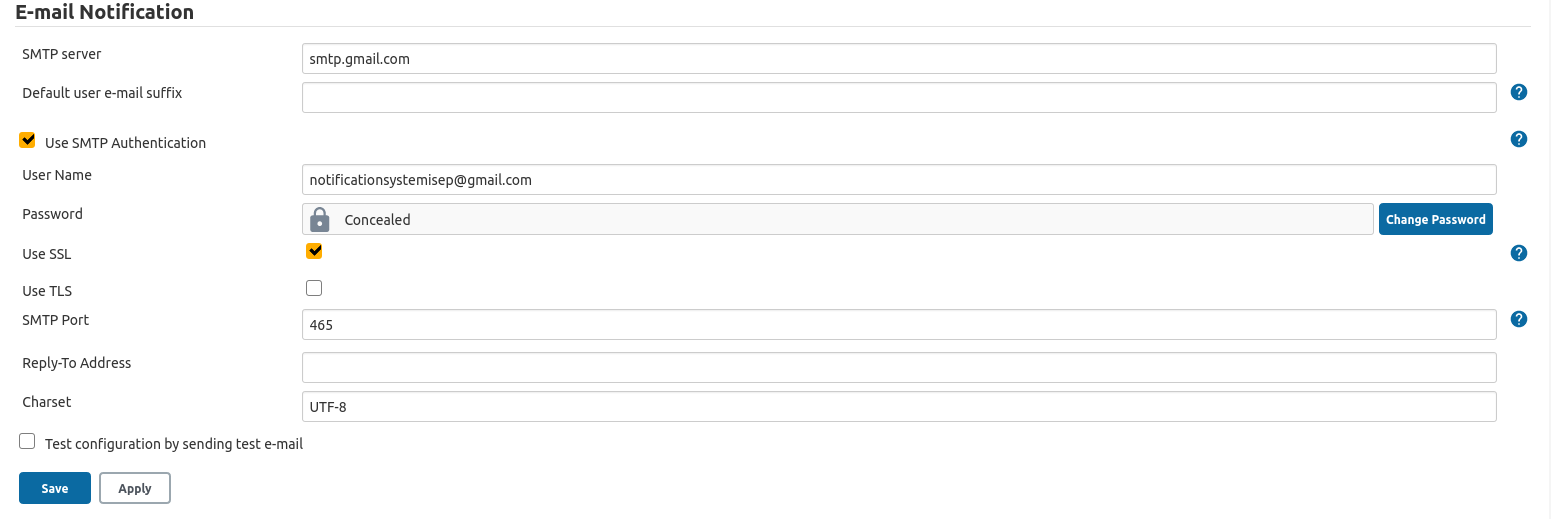 E-mail Notification
SMTP server
smtp.gmail.com
Default user e-mail suffix
?
Use SMTP Authentication
?
User Name
notificationsystemisep@gmail.com
Password
Concealed
Change Password
Use SSL
?
Use TLS
SMTP Port
465
?
Reply-To Address
Charset
UTF-8
Test configuration by sending test e-mail
Save
Apply